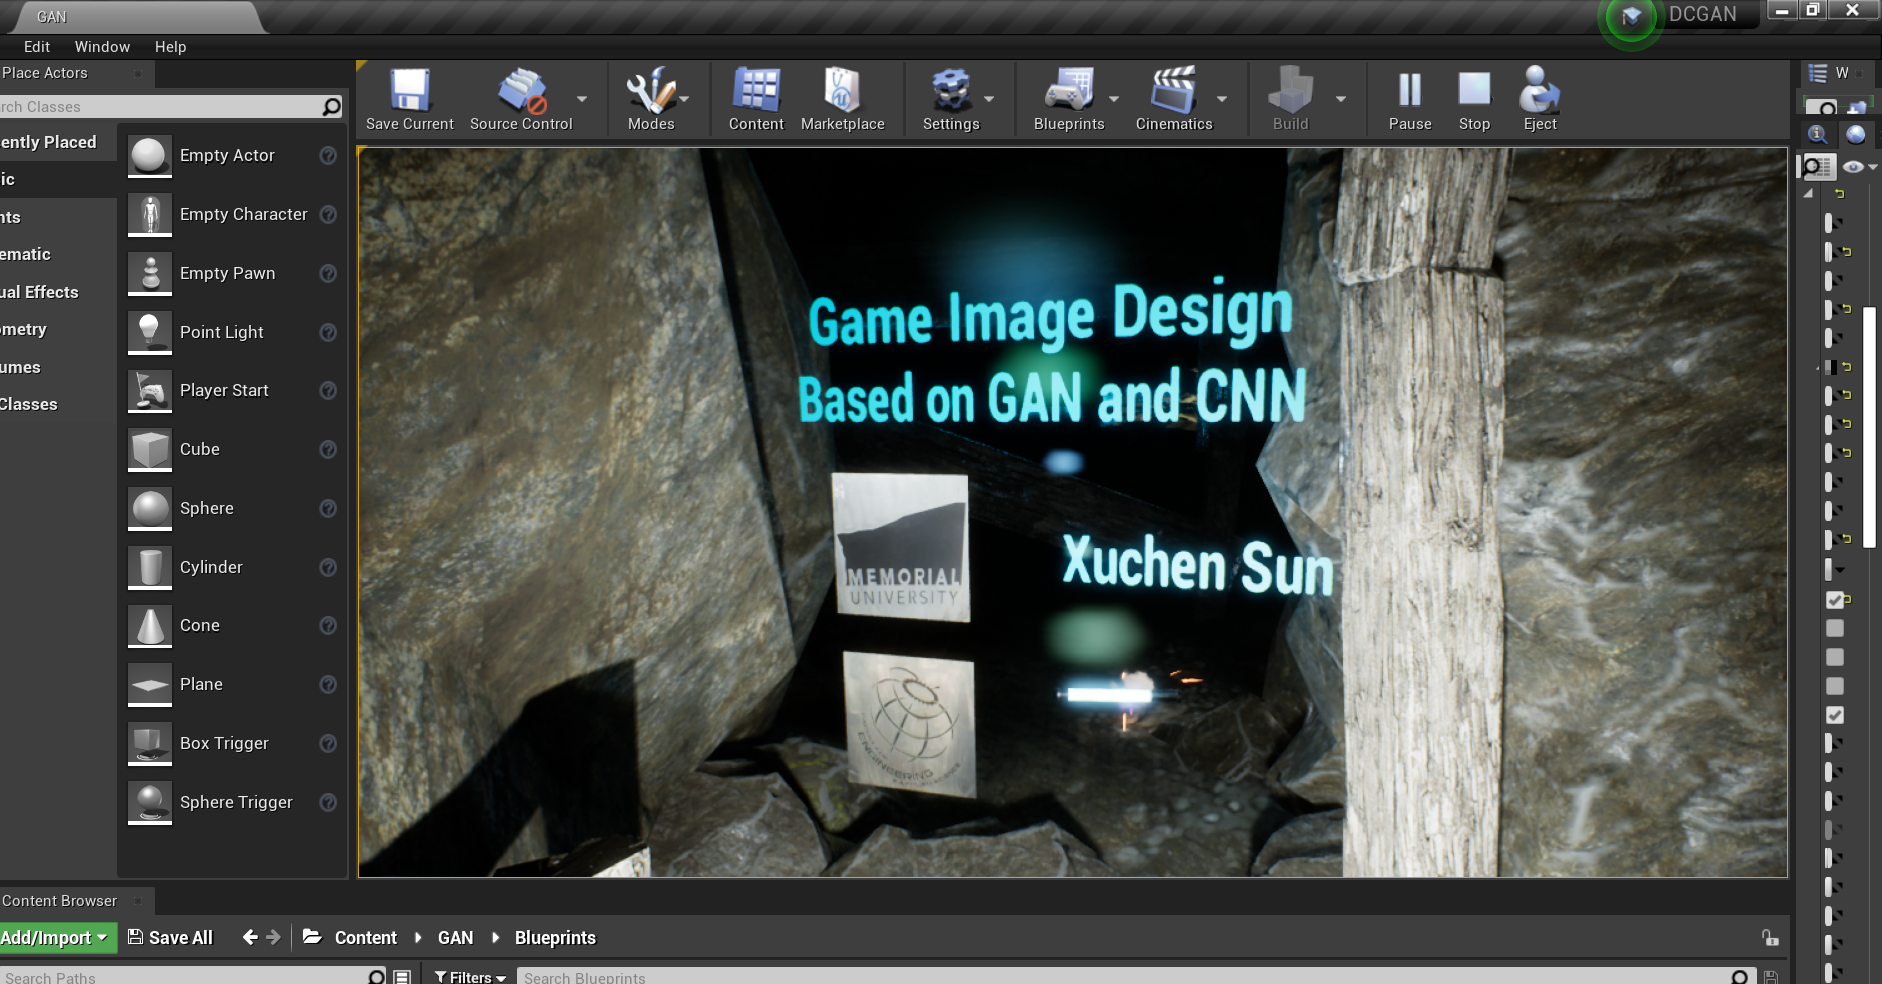 GAN
DCGAN
Edit Window Help
Place Actors
W
rch Classes
Save Current Source Control Modes Content Marketplace Settings Blueprints Cinematics Build Pause Stop Eject
ently Placed
ic
nts
ematic
ual Effects
ometry
umes
Classes
Empty Actor
Empty Character
Empty Pawn
Point Light
Player Start
Cube
Sphere
Cylinder
Cone
Plane
Box Trigger
Sphere Trigger
Game Image Design
Based on GAN and CNN
MEMORIAL
UNIVERSITY
Xuchen Sun
ENGINEERING
Content Browser
Add/Import Save All Content GAN Blueprints
Search Paths Filters Search Blueprints